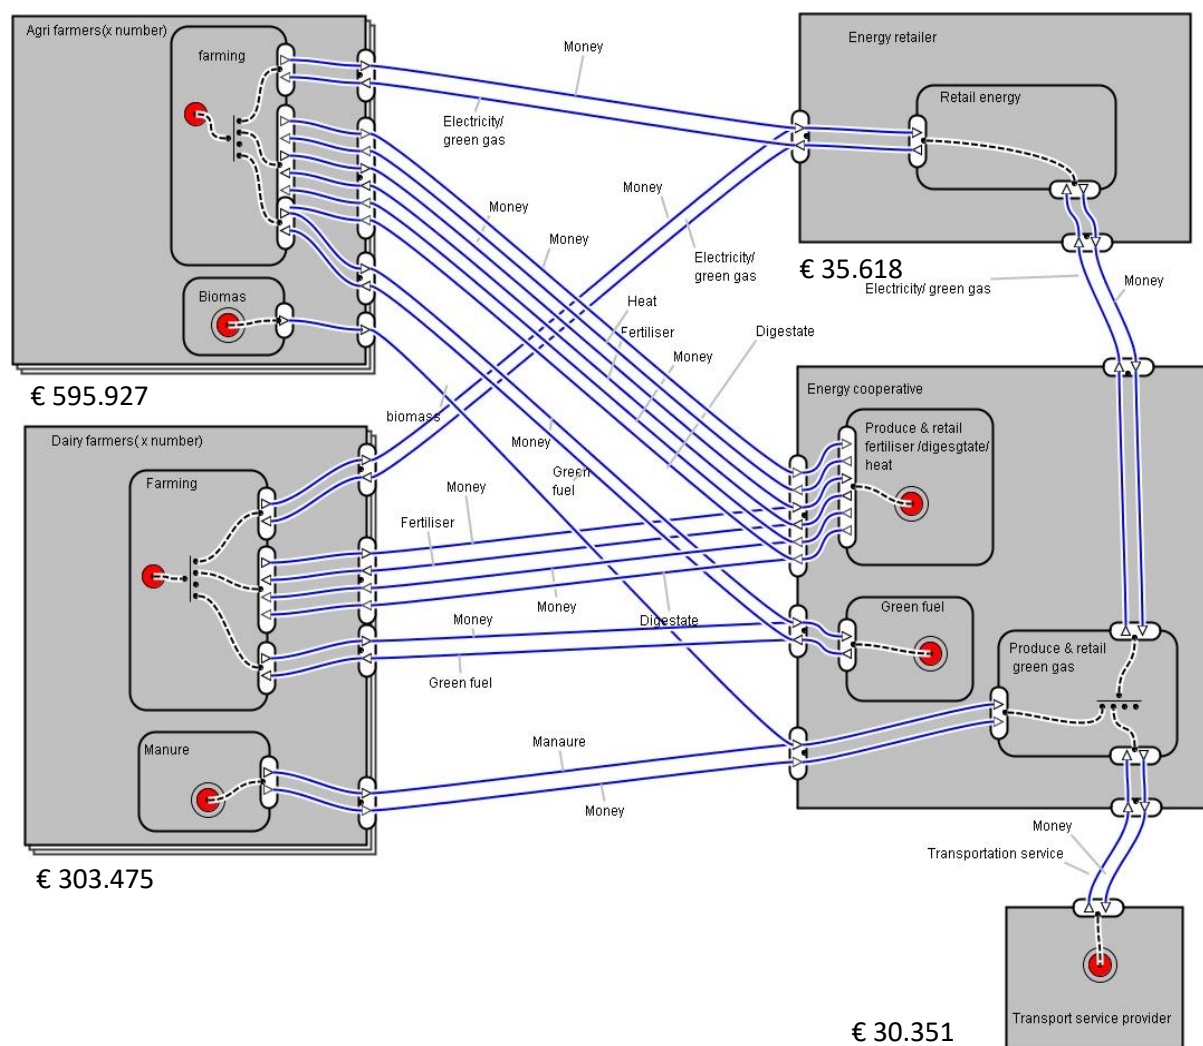 Agri farmers(x number)
farming
Biomas
€ 595.927
Energy retailer
Retail energy
€ 35.618
Money
Electricity/
green gas
Money
Money
Money
Electricity/
green gas
Electricity/ green gas
Money
Heat
Fertiliser
Money
Digestate
biomass
Money
Green
fuel
Dairy farmers( x number)
Farming
Manure
€ 303.475
Money
Fertiliser
Money
Digestate
Money
Green fuel
Manaure
Money
Energy cooperative
Produce & retail
fertiliser /digesgtate/
heat
Green fuel
Produce & retail
green gas
Money
Transportation service
Transport service provider
€ 30.351